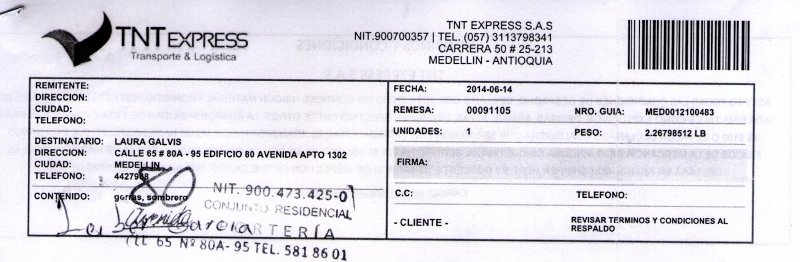 TNT EXPRESS
Transporte & Logística
TNT EXPRESS S.A.S
NIT.900700357 | TEL. (057) 3113798341
CARRERA 50 # 25-213
MEDELLIN - ANTIOQUIA
REMITENTE:
DIRECCION:
CIUDAD:
TELEFONO:
DESTINATARIO: LAURA GALVIS
DIRECCION: CALLE 65 # 80A - 95 EDIFICIO 80 AVENIDA APTO 1302
CIUDAD: MEDELLIN
TELEFONO: 4427968
CONTENIDO: gorras, sombrero
FECHA: 2014-06-14
REMESA: 00091105 NRO. GUIA: MED0012100483
UNIDADES: 1 PESO: 2.26798512 LB
FIRMA:
C.C: TELEFONO:
- CLIENTE - REVISAR TERMINOS Y CONDICIONES AL
RESPALDO
80
Avenida
NIT. 900.473.425-0
CONJUNTO RESIDENCIAL
PORTERÍA
CLL 65 Nº 80A- 95 TEL. 581 86 01
Garcia